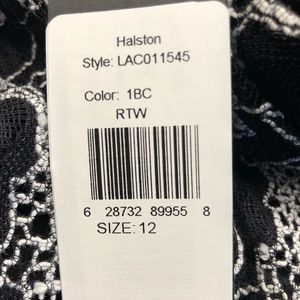 Halston
Style: LAC011545
Color: 1BC
RTW
6 28732 89955 8
SIZE: 12